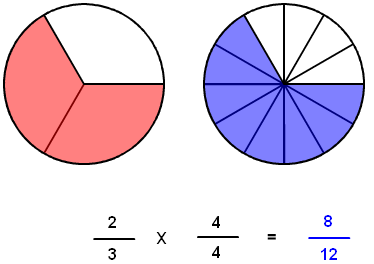 2/3 X 4/4 = 8/12